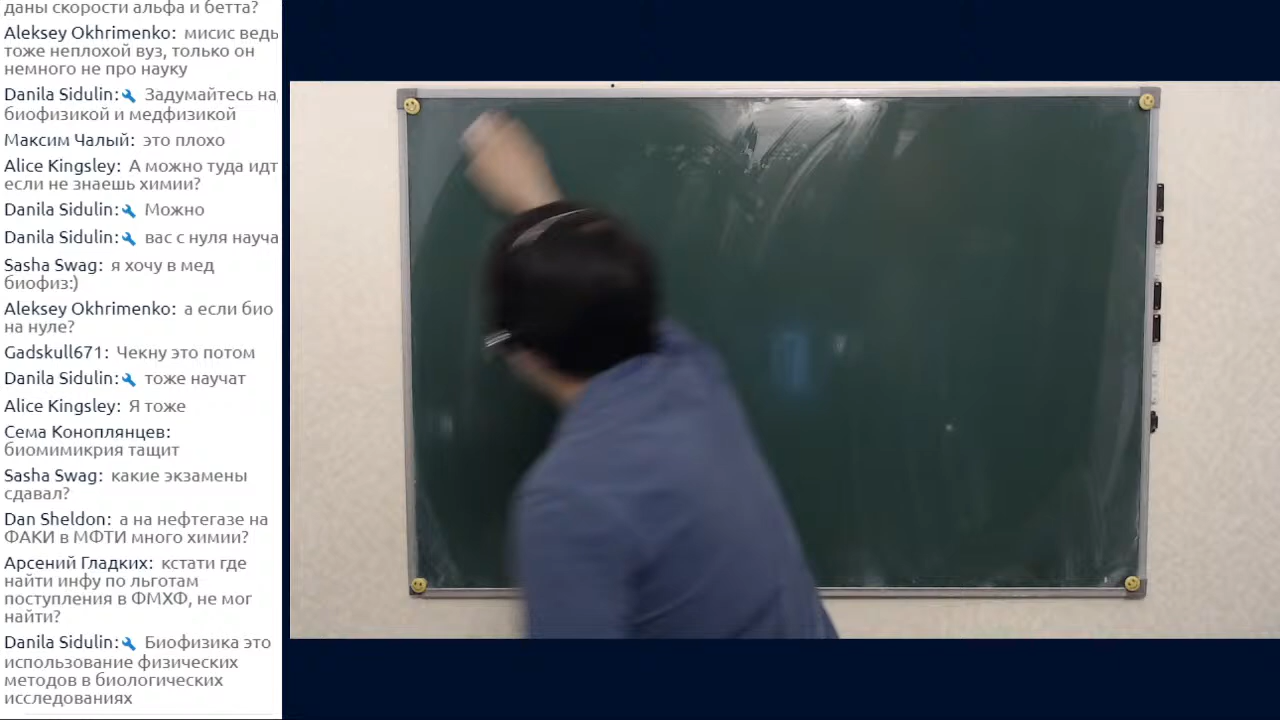 даны скорости альфа и бетта?
Aleksey Okhrimenko: мисис ведь
тоже неплохой вуз, только он
немного не про науку
Danila Sidulin: Задумайтесь на
биофизикой и медфизикой
Максим Чалый: это плохо
Alice Kingsley: А можно туда идт
если не знаешь химии?
Danila Sidulin: Можно
Danila Sidulin: вас с нуля науча
Sasha Swag: я хочу в мед
биофиз:)
Aleksey Okhrimenko: а если био
на нуле?
Gadskull671: Чекну это потом
Danila Sidulin: тоже научат
Alice Kingsley: Я тоже
Сема Коноплянцев:
биомимикрия тащит
Sasha Swag: какие экзамены
сдавал?
Dan Sheldon: а на нефтегазе на
ФАКИ в МФТИ много химии?
Арсений Гладких: кстати где
найти инфу по льготам
поступления в ФМХФ, не мог
найти?
Danila Sidulin: Биофизика это
использование физических
методов в биологических
исследованиях